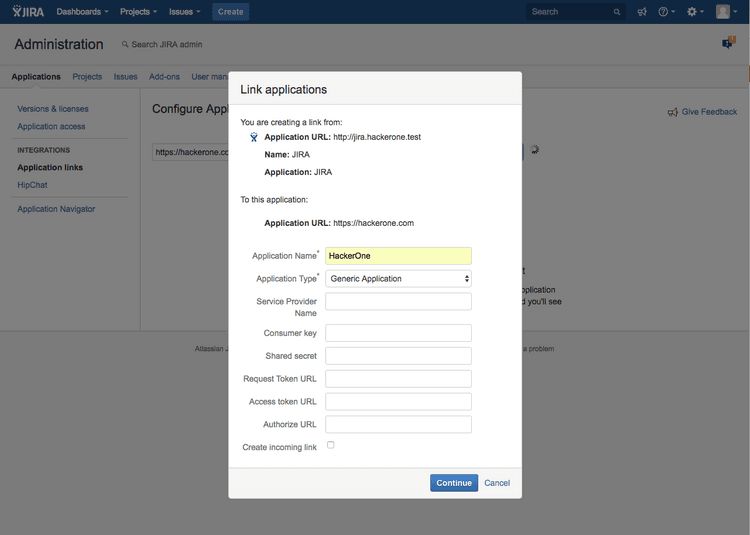 JIRA Dashboards Projects Issues Create Search
Administration Search JIRA admin
Applications Projects Issues Add-ons User man
Versions & licenses
Application access
INTEGRATIONS
Application links
HipChat
Application Navigator
Configure Appl
Give Feedback
https://hackerone.co
Link applications
You are creating a link from:
Application URL: http://jira.hackerone.test
Name: JIRA
Application: JIRA
To this application:
Application URL: https://hackerone.com
Application Name* HackerOne
Application Type* Generic Application
Service Provider
Name
Consumer key
Shared secret
Request Token URL
Access token URL
Authorize URL
Create incoming link
Continue Cancel
plication
d you'll see
Atlassian J
a problem